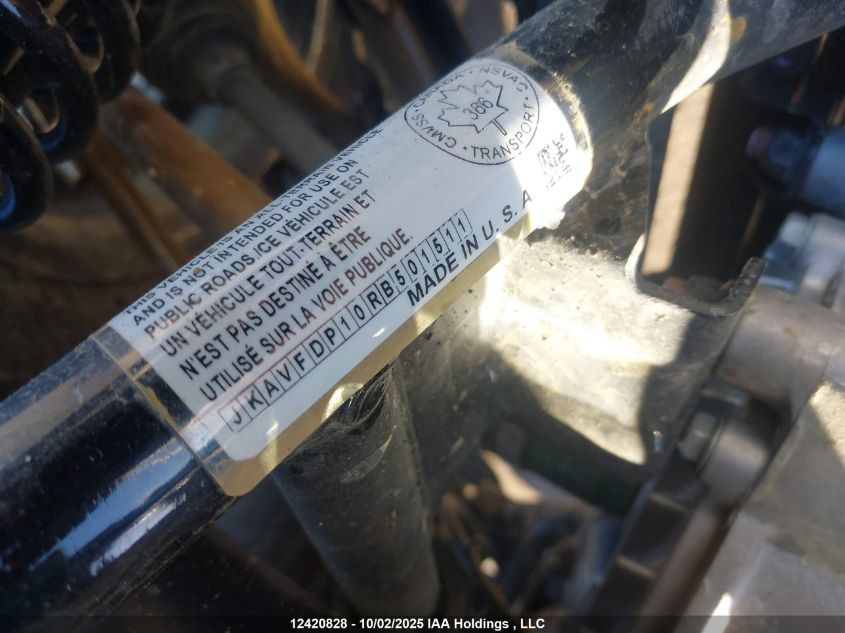 CMVSS · CANADA · NSVAC · TRANSPORT ·
366
THIS VEHICLE IS AN ALL-TERRAIN VEHICLE
AND IS NOT INTENDED FOR USE ON
PUBLIC ROADS./CE VÉHICULE EST
UN VÉHICULE TOUT TERRAIN ET
N'EST PAS DESTINÉ À ÊTRE
UTILISÉ SUR LA VOIE PUBLIQUE.
JKAVFDP10RB501511
MADE IN U. S. A
12420828 - 10/02/2025 IAA Holdings , LLC